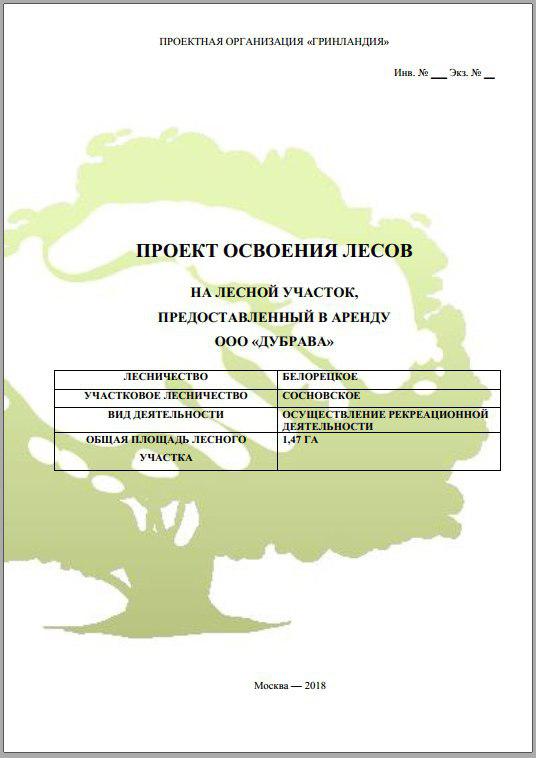 ПРОЕКТНАЯ ОРГАНИЗАЦИЯ «ГРИНЛАНДИЯ»
Инв. № ___ Экз. № __
ПРОЕКТ ОСВОЕНИЯ ЛЕСОВ
НА ЛЕСНОЙ УЧАСТОК,
ПРЕДОСТАВЛЕННЫЙ В АРЕНДУ
ООО «ДУБРАВА»
ЛЕСНИЧЕСТВО БЕЛОРЕЦКОЕ
УЧАСТКОВОЕ ЛЕСНИЧЕСТВО СОСНОВСКОЕ
ВИД ДЕЯТЕЛЬНОСТИ ОСУЩЕСТВЛЕНИЕ РЕКРЕАЦИОННОЙ
ДЕЯТЕЛЬНОСТИ
ОБЩАЯ ПЛОЩАДЬ ЛЕСНОГО 1,47 ГА
УЧАСТКА
Москва — 2018